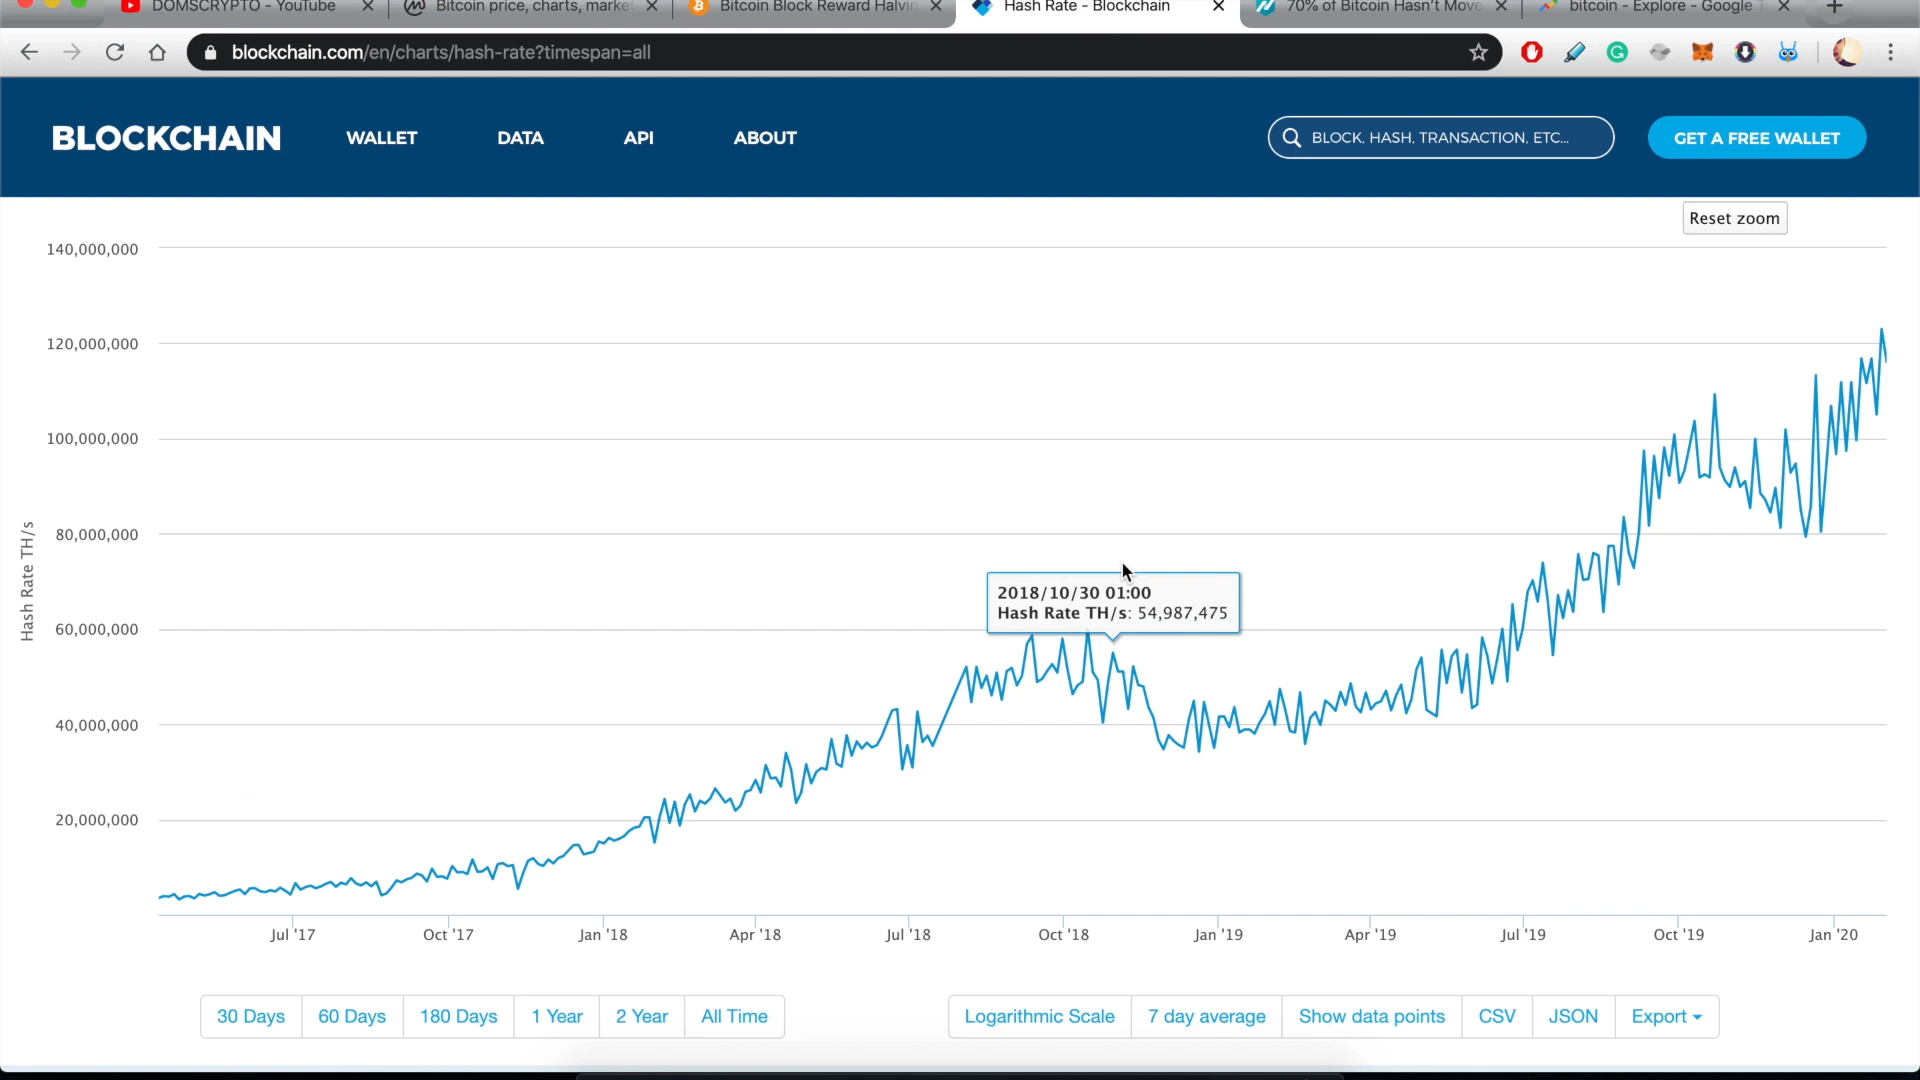 DOMSCRYPTO - YouTube
Bitcoin price, charts, marke
Bitcoin Block Reward Halvin
Hash Rate - Blockchain
70% of Bitcoin Hasn't Move
bitcoin - Explore - Google T
blockchain.com/en/charts/hash-rate?timespan=all
BLOCKCHAIN
WALLET
DATA
API
ABOUT
BLOCK, HASH, TRANSACTION, ETC...
GET A FREE WALLET
Reset zoom
140,000,000
120,000,000
100,000,000
80,000,000
60,000,000
40,000,000
20,000,000
Hash Rate TH/s
2018/10/30 01:00
Hash Rate TH/s: 54,987,475
Jul '17
Oct '17
Jan '18
Apr '18
Jul '18
Oct '18
Jan '19
Apr '19
Jul '19
Oct '19
Jan '20
30 Days
60 Days
180 Days
1 Year
2 Year
All Time
Logarithmic Scale
7 day average
Show data points
CSV
JSON
Export